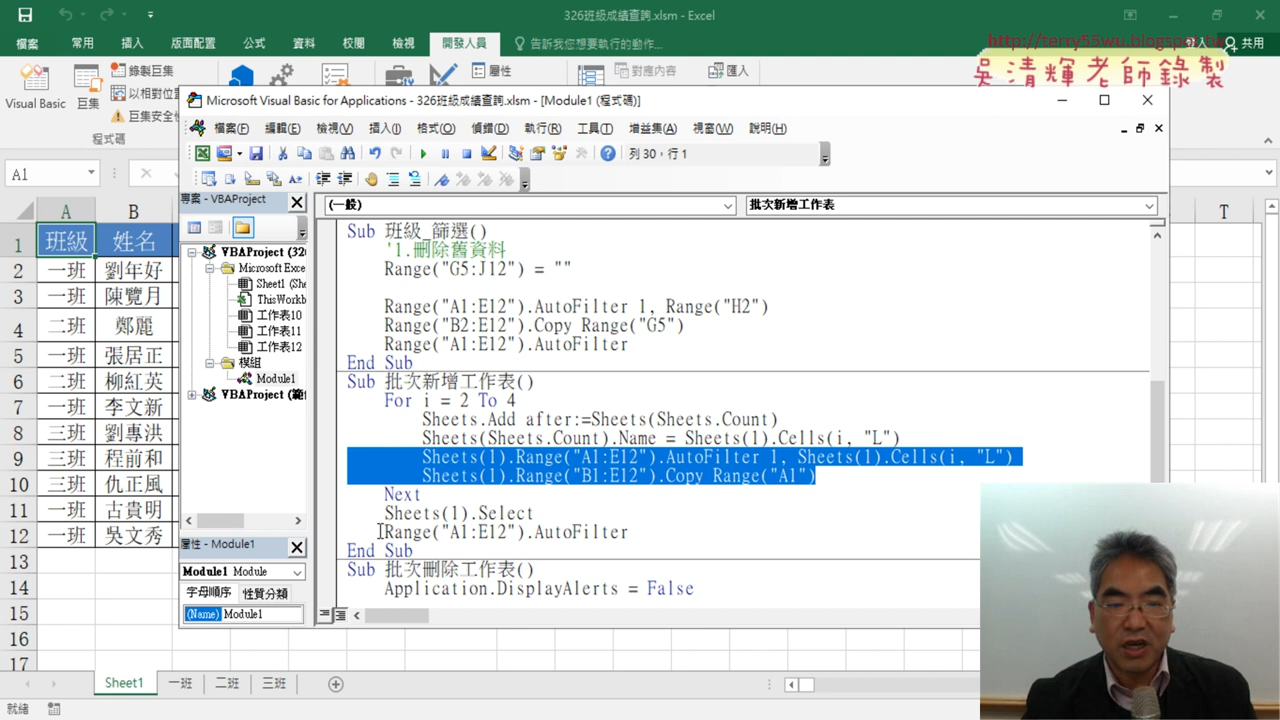 326班級成績查詢.xlsm - Excel
檔案 常用 插入 版面配置 公式 資料 校閱 檢視 開發人員 告訴我您想要執行的動作... 登入 共用
http://terry55wu.blogspot.tw
吳清輝老師錄製
Visual Basic 巨集 錄製巨集 屬性 對應內容 匯入
以相對位置
巨集安全性
程式碼
Microsoft Visual Basic for Applications - 326班級成績查詢.xlsm - [Module1 (程式碼)]
檔案(F) 編輯(E) 檢視(V) 插入(I) 格式(O) 偵錯(D) 執行(R) 工具(T) 增益集(A) 視窗(W) 說明(H)
列 30，行 1
A1
專案 - VBAProject
(一般) 批次新增工作表
VBAProject (32
Microsoft Exce
Sheet1 (She
ThisWorkb
工作表10
工作表11
工作表12
模組
Module1
VBAProject (範
屬性 - Module1
Module1 Module
字母順序 性質分類
(Name) Module1
Sub 班級_篩選()
'1.刪除舊資料
Range("G5:J12") = ""
Range("A1:E12").AutoFilter 1, Range("H2")
Range("B2:E12").Copy Range("G5")
Range("A1:E12").AutoFilter
End Sub
Sub 批次新增工作表()
For i = 2 To 4
Sheets.Add after:=Sheets(Sheets.Count)
Sheets(Sheets.Count).Name = Sheets(1).Cells(i, "L")
Sheets(1).Range("A1:E12").AutoFilter 1, Sheets(1).Cells(i, "L")
Sheets(1).Range("B1:E12").Copy Range("A1")
Next
Sheets(1).Select
Range("A1:E12").AutoFilter
End Sub
Sub 批次刪除工作表()
Application.DisplayAlerts = False
A B T
1 班級 姓名
2 一班 劉年好
3 一班 陳覽月
4 二班 鄭麗
5 一班 張居正
6 二班 柳紅英
7 一班 李文新
8 三班 劉專洪
9 三班 程前和
10 三班 仇正風
11 一班 古貴明
12 一班 吳文秀
13
14
15
16
17
Sheet1 一班 二班 三班
就緒